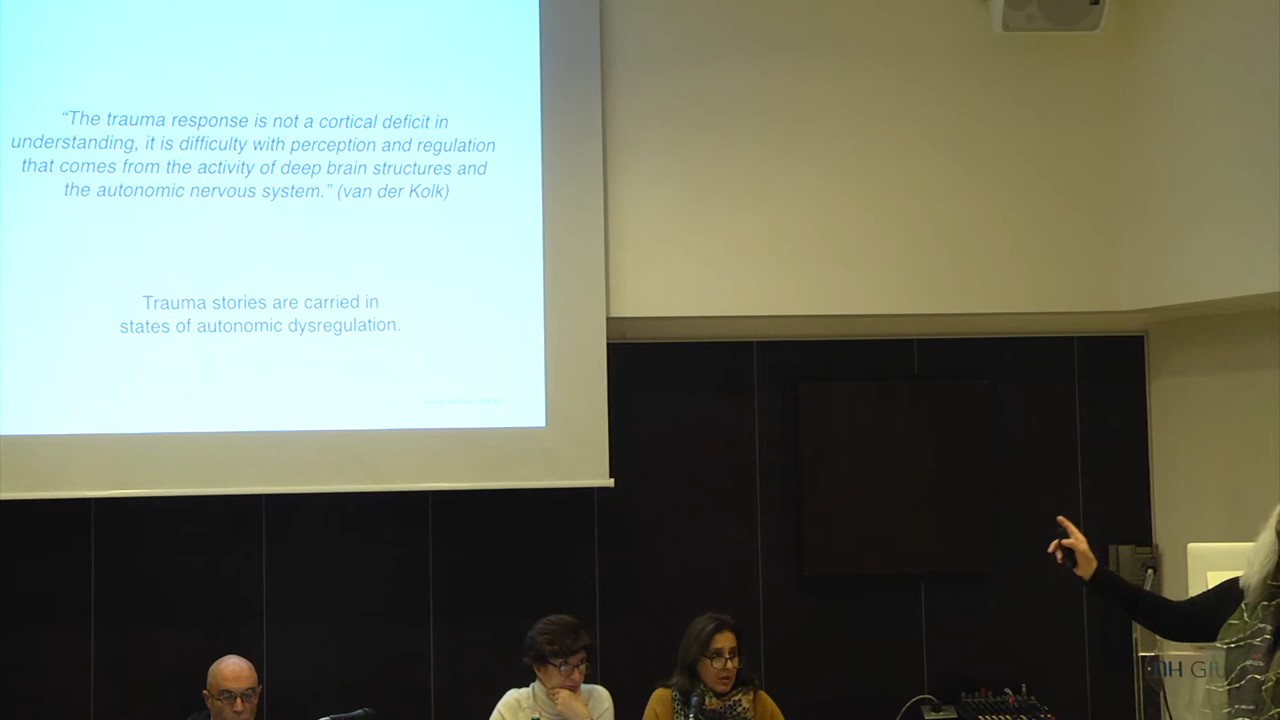 “The trauma response is not a cortical deficit in
understanding, it is difficulty with perception and regulation
that comes from the activity of deep brain structures and
the autonomic nervous system.” (van der Kolk)
Trauma stories are carried in
states of autonomic dysregulation.
NH